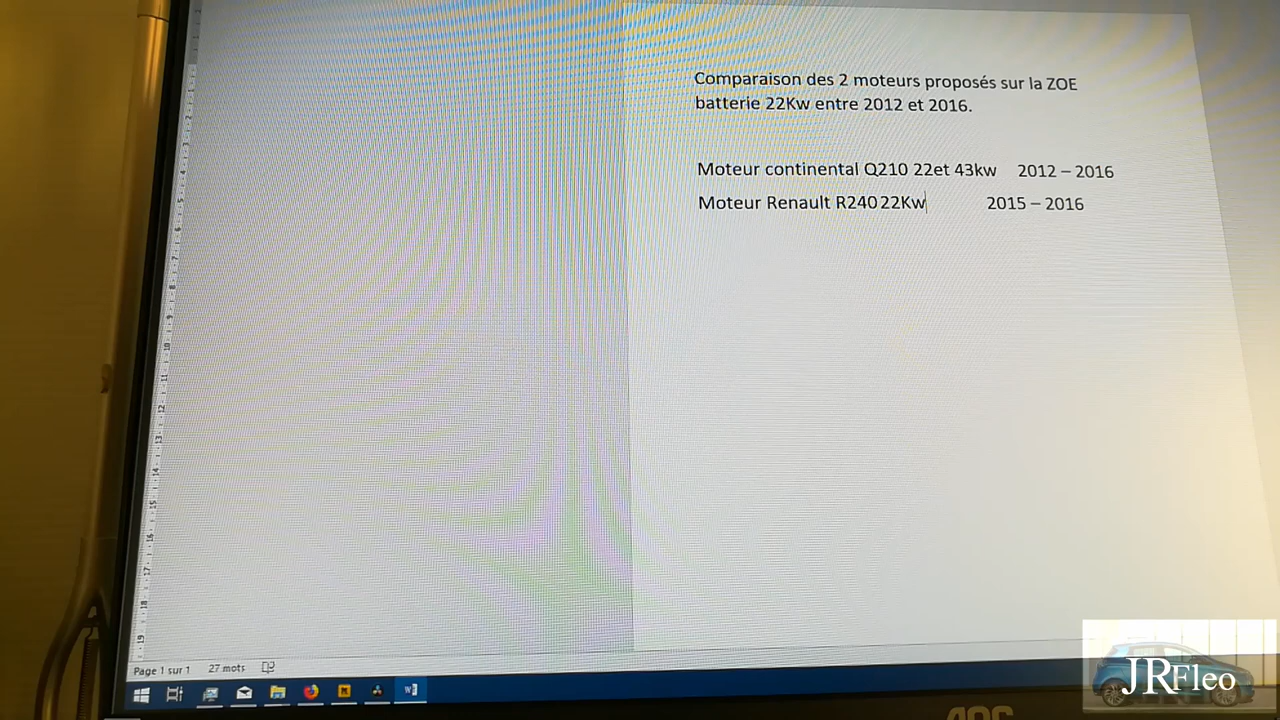 Comparaison des 2 moteurs proposés sur la ZOE
batterie 22Kw entre 2012 et 2016.
Moteur continental Q210 22et 43kw 2012 – 2016
Moteur Renault R240 22Kw 2015 – 2016
Page 1 sur 1 27 mots
AOC
JRFleo